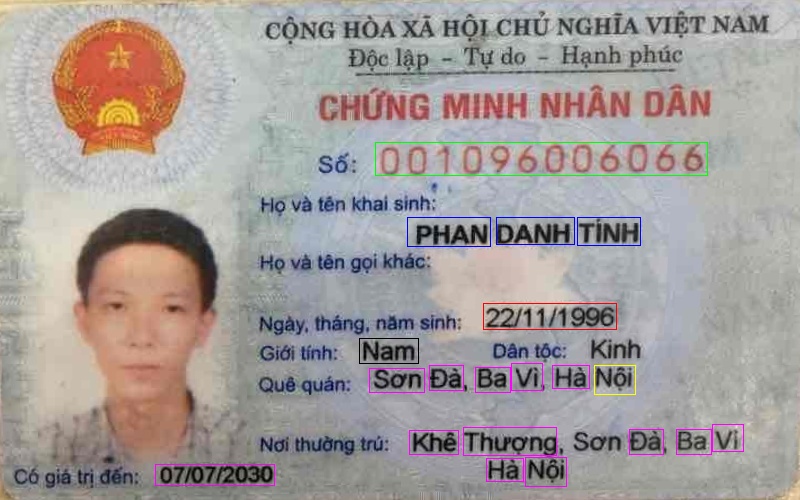 CỘNG HÒA XÃ HỘI CHỦ NGHĨA VIỆT NAM
Độc lập - Tự do - Hạnh phúc
CHỨNG MINH NHÂN DÂN
Số: 001096006066
Họ và tên khai sinh:
PHAN DANH TÍNH
Họ và tên gọi khác:
Ngày, tháng, năm sinh: 22/11/1996
Giới tính: Nam Dân tộc: Kinh
Quê quán: Sơn Đà, Ba Vì, Hà Nội
Nơi thường trú: Khê Thượng, Sơn Đà, Ba Vì
Hà Nội
Có giá trị đến: 07/07/2030